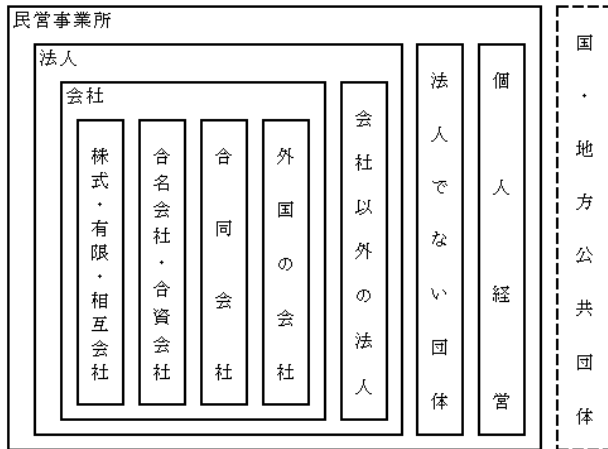 民営事業所
法人
会社
株式・有限・相互会社
合名会社・合資会社
合同会社
外国の会社
会社以外の法人
法人でない団体
個人経営
国・地方公共団体